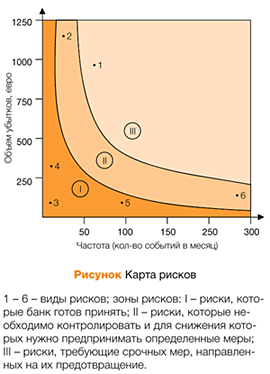 Объем убытков, евро
1250
1000
750
500
250
2
1
III
II
4
I
3
5
6
50
100
150
200
300
Частота (кол-во событий в месяц)
Рисунок Карта рисков
1 – 6 – виды рисков; зоны рисков: I – риски, кото-
рые банк готов принять; II – риски, которые не-
обходимо контролировать и для снижения кото-
рых нужно предпринимать определенные меры;
III – риски, требующие срочных мер, направлен-
ных на их предотвращение.